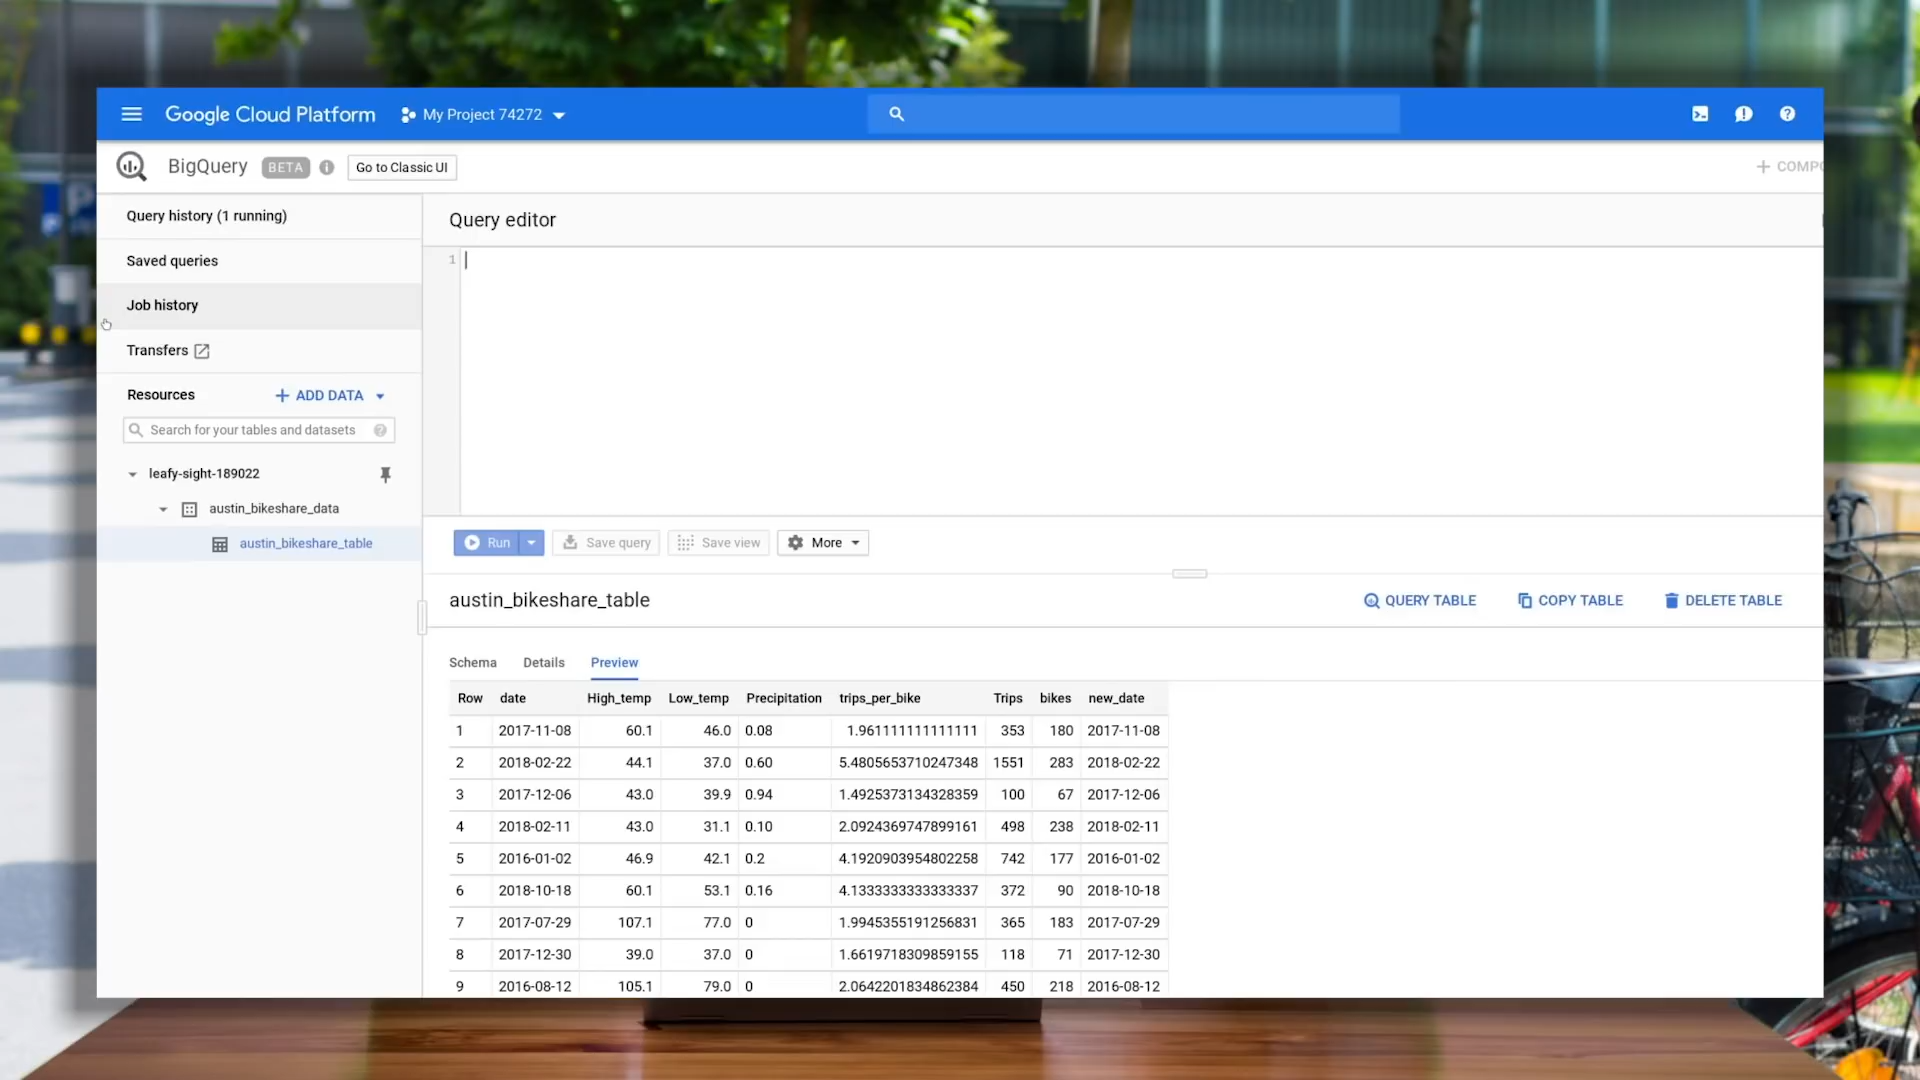 Google Cloud Platform
My Project 74272
BigQuery
BETA
Go to Classic UI
+ COMPO
Query history (1 running)
Saved queries
Job history
Transfers
Resources
+ ADD DATA
Search for your tables and datasets
leafy-sight-189022
austin_bikeshare_data
austin_bikeshare_table
Query editor
1
Run
Save query
Save view
More
austin_bikeshare_table
QUERY TABLE
COPY TABLE
DELETE TABLE
Schema Details Preview
Row date High_temp Low_temp Precipitation trips_per_bike Trips bikes new_date
1 2017-11-08 60.1 46.0 0.08 1.961111111111111 353 180 2017-11-08
2 2018-02-22 44.1 37.0 0.60 5.4805653710247348 1551 283 2018-02-22
3 2017-12-06 43.0 39.9 0.94 1.4925373134328359 100 67 2017-12-06
4 2018-02-11 43.0 31.1 0.10 2.0924369747899161 498 238 2018-02-11
5 2016-01-02 46.9 42.1 0.2 4.1920903954802258 742 177 2016-01-02
6 2018-10-18 60.1 53.1 0.16 4.1333333333333337 372 90 2018-10-18
7 2017-07-29 107.1 77.0 0 1.9945355191256831 365 183 2017-07-29
8 2017-12-30 39.0 37.0 0 1.6619718309859155 118 71 2017-12-30
9 2016-08-12 105.1 79.0 0 2.0642201834862384 450 218 2016-08-12